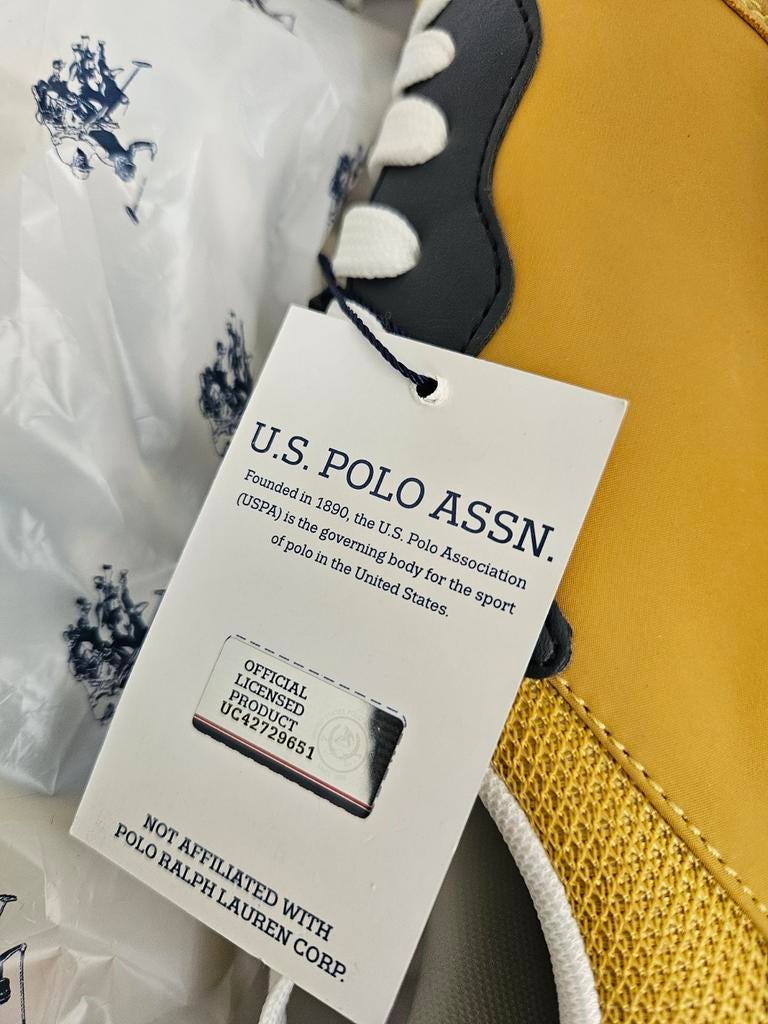 U.S. POLO ASSN.
Founded in 1890, the U.S. Polo Association
(USPA) is the governing body for the sport
of polo in the United States.
OFFICIAL
LICENSED
PRODUCT
UC42729651
NOT AFFILIATED WITH
POLO RALPH LAUREN CORP.